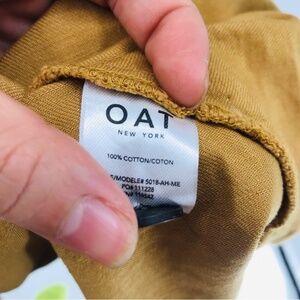 OAT
NEW YORK
100% COTTON/COTON
/MODELE# 5018-AH-ME
PO# 111228